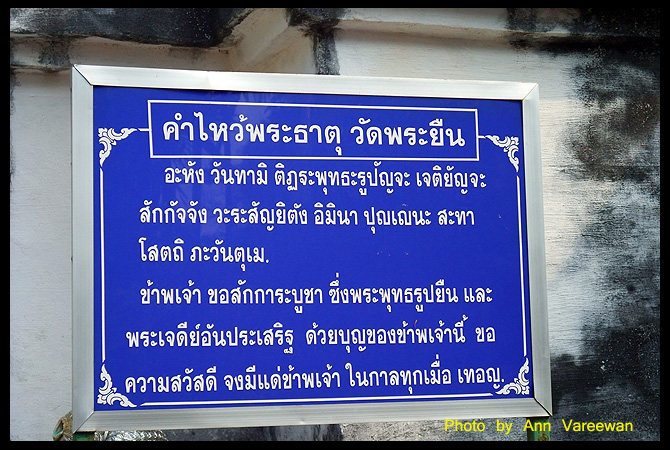 คำไหว้พระธาตุ วัดพระยืน
อะหัง วันทามิ ติฏฐะพุทธะรูปัญจะ เจติยัญจะ
สักกัจจัง วะระสัญยิตัง อิมินา ปุญเญนะ สะทา
โสตถิ ภะวันตุเม.
ข้าพเจ้า ขอสักการะบูชา ซึ่งพระพุทธรูปยืน และ
พระเจดีย์อันประเสริฐ ด้วยบุญของข้าพเจ้านี้ ขอ
ความสวัสดี จงมีแด่ข้าพเจ้า ในกาลทุกเมื่อ เทอญ.
Photo by Ann Vareewan